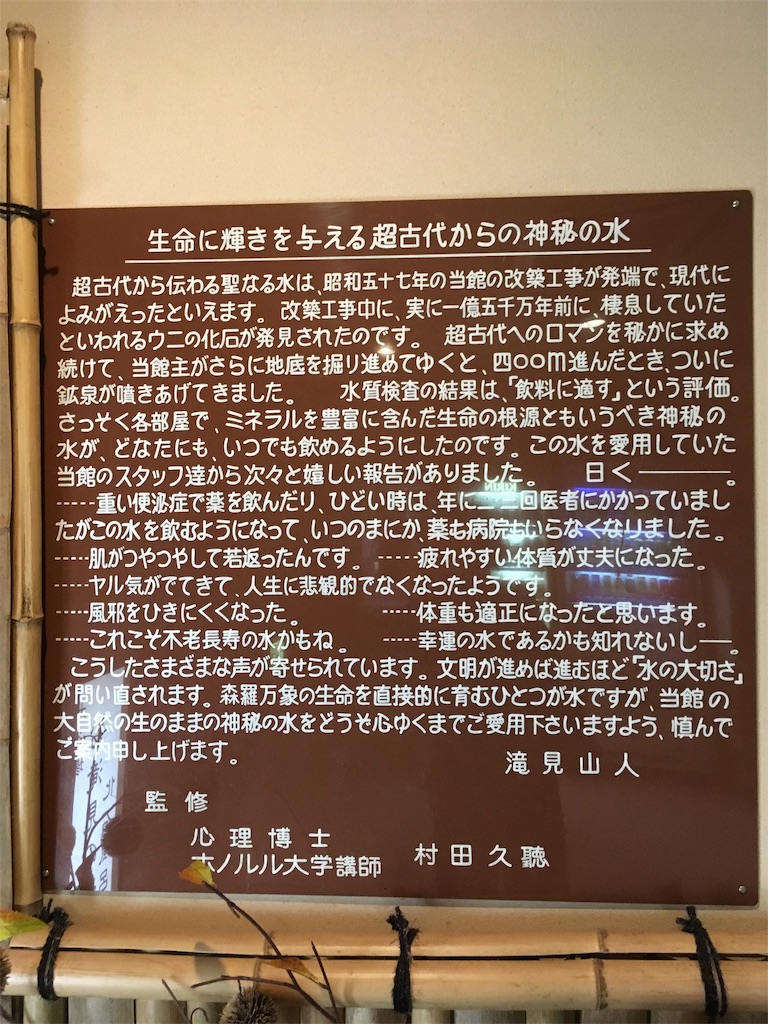 生命に輝きを与える超古代からの神秘の水
超古代から伝わる聖なる水は、昭和五十七年の当館の改築工事が発端で、現代に
よみがえったといえます。改築工事中に、実に一億五千万年前に、棲息していた
といわれるウニの化石が発見されたのです。 超古代へのロマンを秘かに求め
続けて、当館主がさらに地底を掘り進めてゆくと、四〇〇m進んだとき、ついに
鉱泉が噴きあげてきました。 水質検査の結果は、「飲料に適す」という評価。
さっそく各部屋で、ミネラルを豊富に含んだ生命の根源ともいうべき神秘の
水が、どなたにも、いつでも飲めるようにしたのです。この水を愛用していた
当館のスタッフ達から次々と嬉しい報告がありました。 曰く―――――。
-----重い便泌症で薬を飲んだり、ひどい時は、年に二三回医者にかかっていまし
たがこの水を飲むようになって、いつのまにか、薬も病院もいらなくなりました。
-----肌がつやつやして若返ったんです。 -----疲れやすい体質が丈夫になった。
-----ヤル気がでてきて、人生に悲観的でなくなったようです。
-----風邪をひきにくくなった。 -----体重も適正になったと思います。
-----これこそ不老長寿の水かもね。 -----幸運の水であるかも知れないし――。
こうしたさまざまな声が寄せられています。文明が進めば進むほど「水の大切さ」
が問い直されます。森羅万象の生命を直接的に育むひとつが水ですが、当館の
大自然の生のままの神秘の水をどうぞ心ゆくまでご愛用下さいますよう、慎んで
ご案内申し上げます。
滝見山人
監修
心理博士
ホノルル大学講師 村田久聴